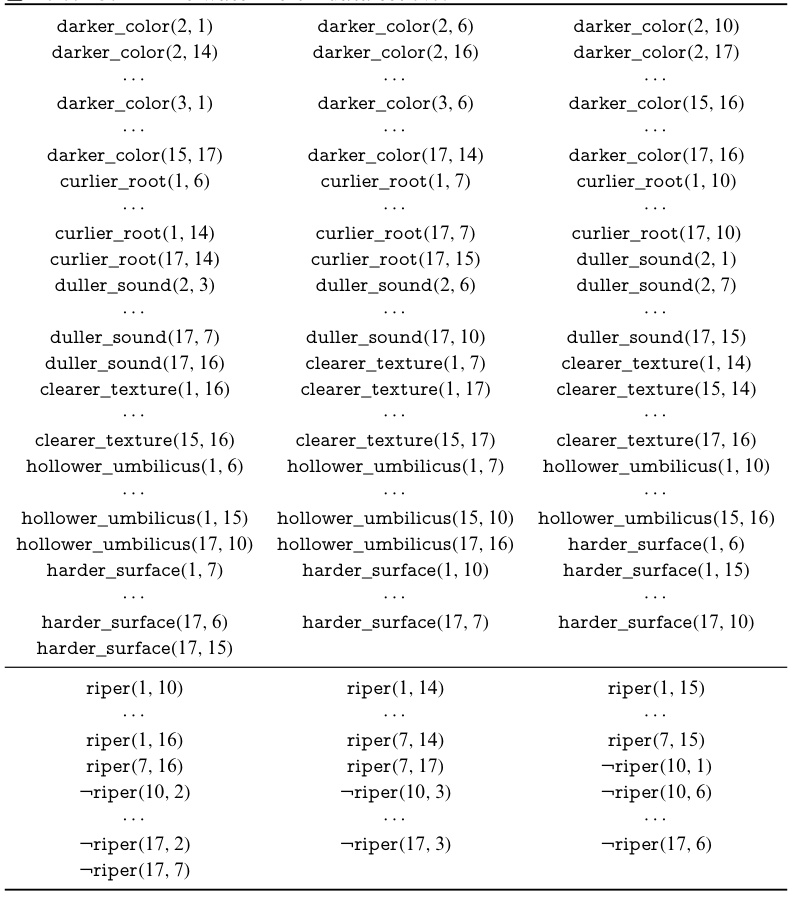 darker_color(2, 1) darker_color(2, 6) darker_color(2, 10)
darker_color(2, 14) darker_color(2, 16) darker_color(2, 17)
... ... ...
darker_color(3, 1) darker_color(3, 6) darker_color(15, 16)
... ... ...
darker_color(15, 17) darker_color(17, 14) darker_color(17, 16)
curlier_root(1, 6) curlier_root(1, 7) curlier_root(1, 10)
... ... ...
curlier_root(1, 14) curlier_root(17, 7) curlier_root(17, 10)
curlier_root(17, 14) curlier_root(17, 15) duller_sound(2, 1)
duller_sound(2, 3) duller_sound(2, 6) duller_sound(2, 7)
... ... ...
duller_sound(17, 7) duller_sound(17, 10) duller_sound(17, 15)
duller_sound(17, 16) clearer_texture(1, 7) clearer_texture(1, 14)
clearer_texture(1, 16) clearer_texture(1, 17) clearer_texture(15, 14)
... ... ...
clearer_texture(15, 16) clearer_texture(15, 17) clearer_texture(17, 16)
hollower_umbilicus(1, 6) hollower_umbilicus(1, 7) hollower_umbilicus(1, 10)
... ... ...
hollower_umbilicus(1, 15) hollower_umbilicus(15, 10) hollower_umbilicus(15, 16)
hollower_umbilicus(17, 10) hollower_umbilicus(17, 16) harder_surface(1, 6)
harder_surface(1, 7) harder_surface(1, 10) harder_surface(1, 15)
... ... ...
harder_surface(17, 6) harder_surface(17, 7) harder_surface(17, 10)
harder_surface(17, 15)
riper(1, 10) riper(1, 14) riper(1, 15)
... ... ...
riper(1, 16) riper(7, 14) riper(7, 15)
riper(7, 16) riper(7, 17) ¬riper(10, 1)
¬riper(10, 2) ¬riper(10, 3) ¬riper(10, 6)
... ... ...
¬riper(17, 2) ¬riper(17, 3) ¬riper(17, 6)
¬riper(17, 7)